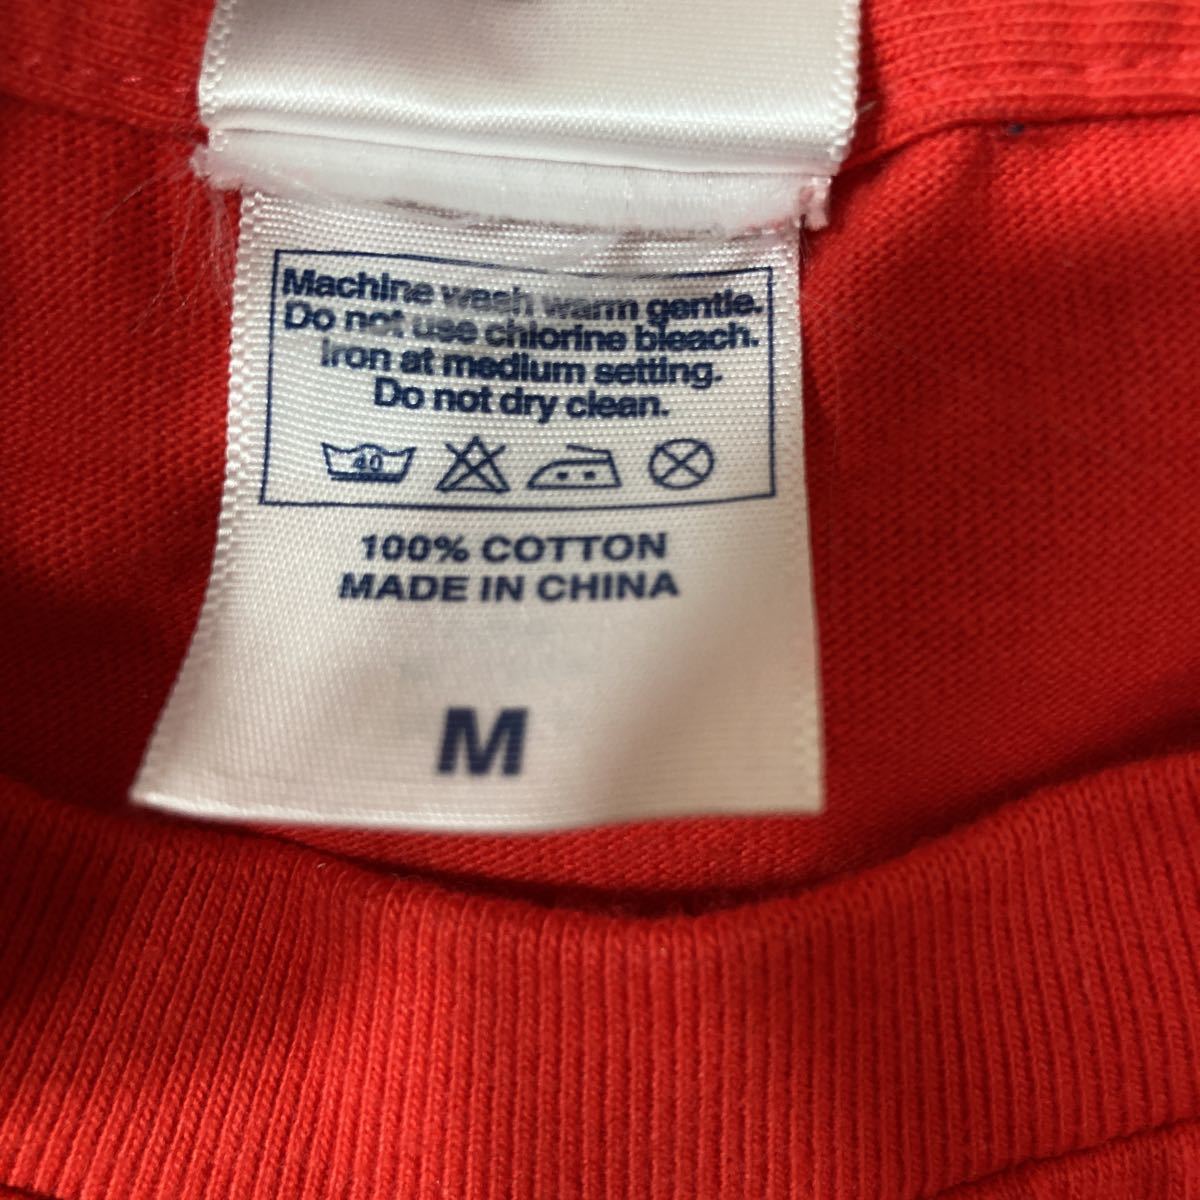 Machine wash warm gentle.
Do not use chlorine bleach.
Iron at medium setting.
Do not dry clean.
40
100% COTTON
MADE IN CHINA
M